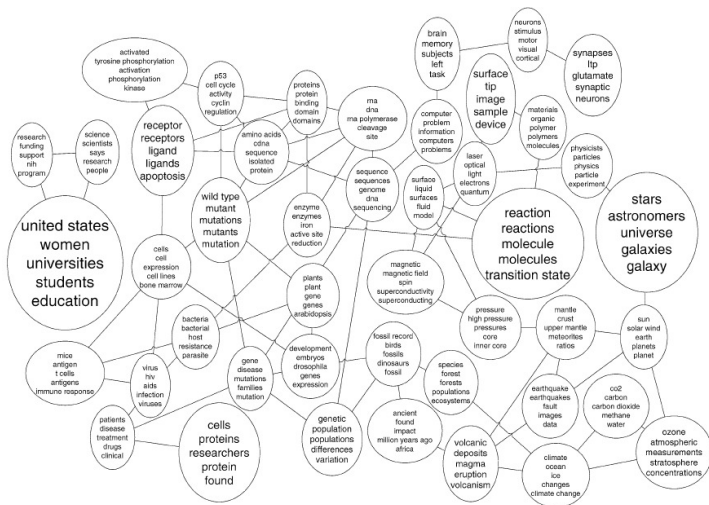 activated
tyrosine phosphorylation
activation
phosphorylation
kinase
p53
cell cycle
activity
cyclin
regulation
proteins
protein
binding
domain
domains
rna
dna
rna polymerase
cleavage
site
brain
memory
subjects
left
task
neurons
stimulus
motor
visual
cortical
synapses
ltp
glutamate
synaptic
neurons
surface
tip
image
sample
device
materials
organic
polymer
polymers
molecules
research
funding
support
nih
program
science
scientists
says
research
people
receptor
receptors
ligand
ligands
apoptosis
amino acids
cdna
sequence
isolated
protein
computer
problem
information
computers
problems
laser
optical
light
electrons
quantum
physicists
particles
physics
particle
experiment
sequence
sequences
genome
dna
sequencing
surface
liquid
surfaces
fluid
model
wild type
mutant
mutations
mutants
mutation
enzyme
enzymes
iron
active site
reduction
reaction
reactions
molecule
molecules
transition state
stars
astronomers
universe
galaxies
galaxy
united states
women
universities
students
education
cells
cell
expression
cell lines
bone marrow
magnetic
magnetic field
spin
superconductivity
superconducting
plants
plant
gene
genes
arabidopsis
bacteria
bacterial
host
resistance
parasite
pressure
high pressure
pressures
core
inner core
mantle
crust
upper mantle
meteorites
ratios
sun
solar wind
earth
planets
planet
mice
antigen
t cells
antigens
immune response
virus
hiv
aids
infection
viruses
gene
disease
mutations
families
mutation
development
embryos
drosophila
genes
expression
fossil record
birds
fossils
dinosaurs
fossil
species
forest
forests
populations
ecosystems
earthquake
earthquakes
fault
images
data
co2
carbon
carbon dioxide
methane
water
patients
disease
treatment
drugs
clinical
cells
proteins
researchers
protein
found
genetic
population
populations
differences
variation
ancient
found
impact
million years ago
africa
volcanic
deposits
magma
eruption
volcanism
climate
ocean
ice
changes
climate change
ozone
atmospheric
measurements
stratosphere
concentrations